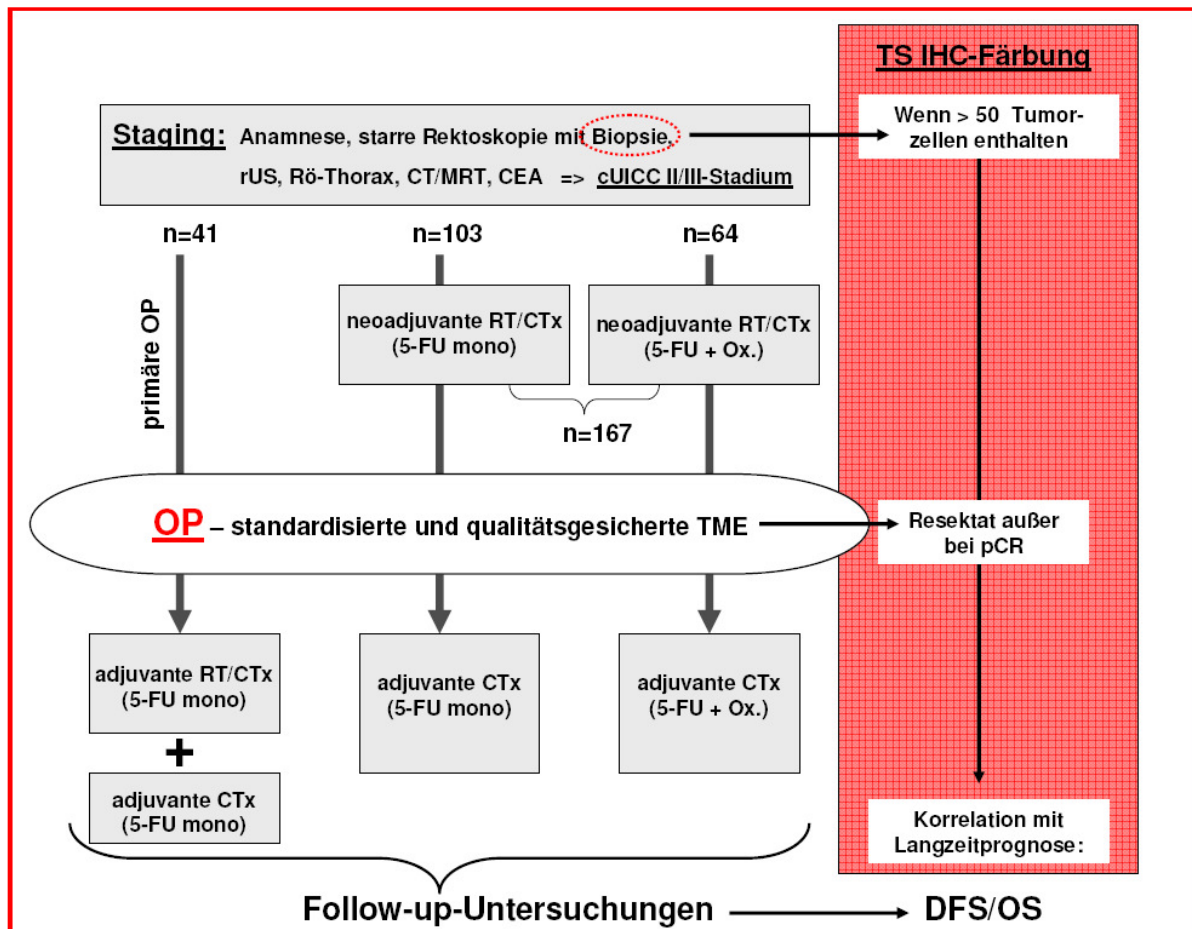 TS IHC-Färbung
Staging: Anamnese, starre Rektoskopie mit Biopsie,
rUS, Rö-Thorax, CT/MRT, CEA => cUICC II/III-Stadium
Wenn > 50 Tumor-
zellen enthalten
n=41
n=103
n=64
primäre OP
neoadjuvante RT/CTx
(5-FU mono)
neoadjuvante RT/CTx
(5-FU + Ox.)
n=167
OP – standardisierte und qualitätsgesicherte TME
Resektat außer
bei pCR
adjuvante RT/CTx
(5-FU mono)
+
adjuvante CTx
(5-FU mono)
adjuvante CTx
(5-FU mono)
adjuvante CTx
(5-FU + Ox.)
Korrelation mit
Langzeitprognose:
Follow-up-Untersuchungen
DFS/OS